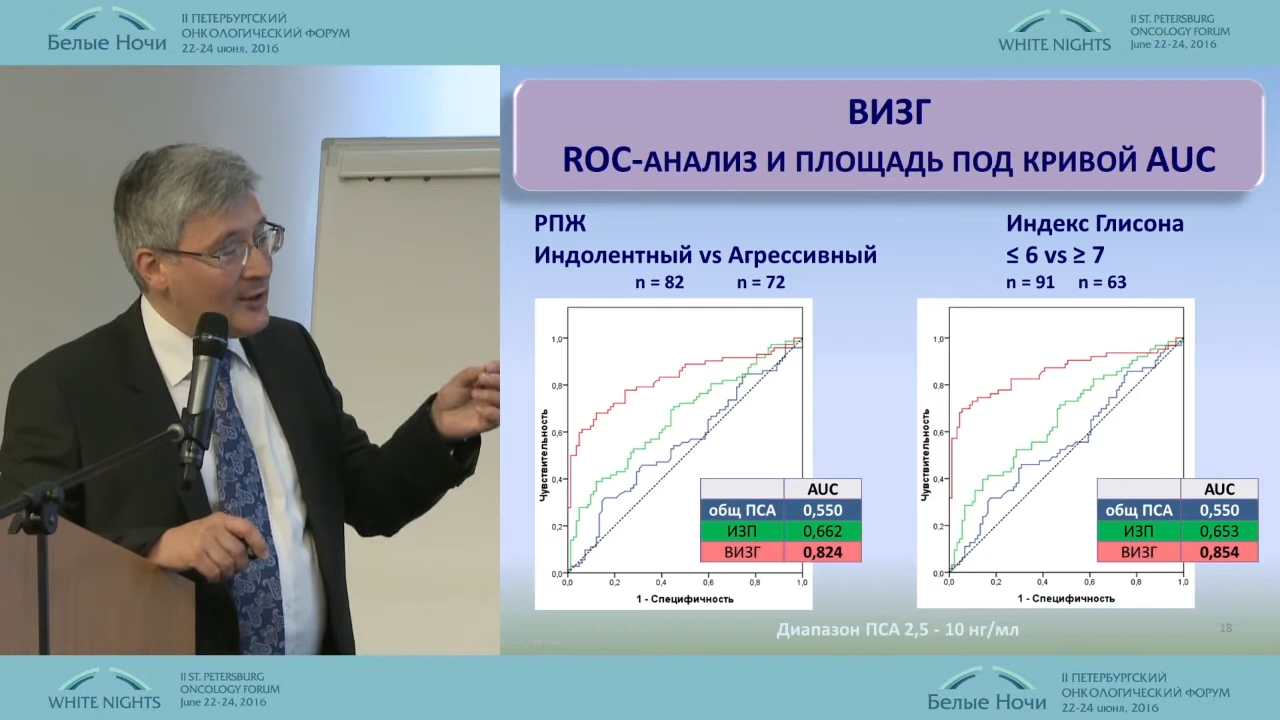 Белые Ночи
II ПЕТЕРБУРГСКИЙ
ОНКОЛОГИЧЕСКИЙ ФОРУМ
22-24 июня, 2016
WHITE NIGHTS
II ST. PETERSBURG
ONCOLOGY FORUM
June 22-24, 2016
ВИЗГ
ROC-АНАЛИЗ И ПЛОЩАДЬ ПОД КРИВОЙ AUC
РПЖ
Индолентный vs Агрессивный
n = 82 n = 72
Чувствительность
1,0
0,8
0,6
0,4
0,2
0,0
0,0 0,2 0,4 0,6 0,8 1,0
1 - Специфичность
AUC
общ ПСА 0,550
ИЗП 0,662
ВИЗГ 0,824
Индекс Глисона
≤ 6 vs ≥ 7
n = 91 n = 63
Чувствительность
1,0
0,8
0,6
0,4
0,2
0,0
0,0 0,2 0,4 0,6 0,8 1,0
1 - Специфичность
AUC
общ ПСА 0,550
ИЗП 0,653
ВИЗГ 0,854
Диапазон ПСА 2,5 - 10 нг/мл
18
WHITE NIGHTS
II ST. PETERSBURG
ONCOLOGY FORUM
June 22-24, 2016
Белые Ночи
II ПЕТЕРБУРГСКИЙ
ОНКОЛОГИЧЕСКИЙ ФОРУМ
22-24 июня, 2016